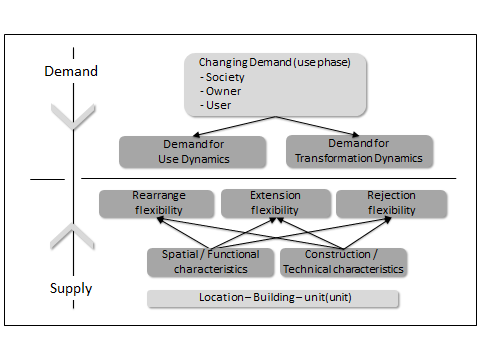 Demand
Changing Demand (use phase)
- Society
- Owner
- User
Demand for
Use Dynamics
Demand for
Transformation Dynamics
Rearrange
flexibility
Extension
flexibility
Rejection
flexibility
Spatial / Functional
characteristics
Construction /
Technical characteristics
Supply
Location – Building – unit(unit)